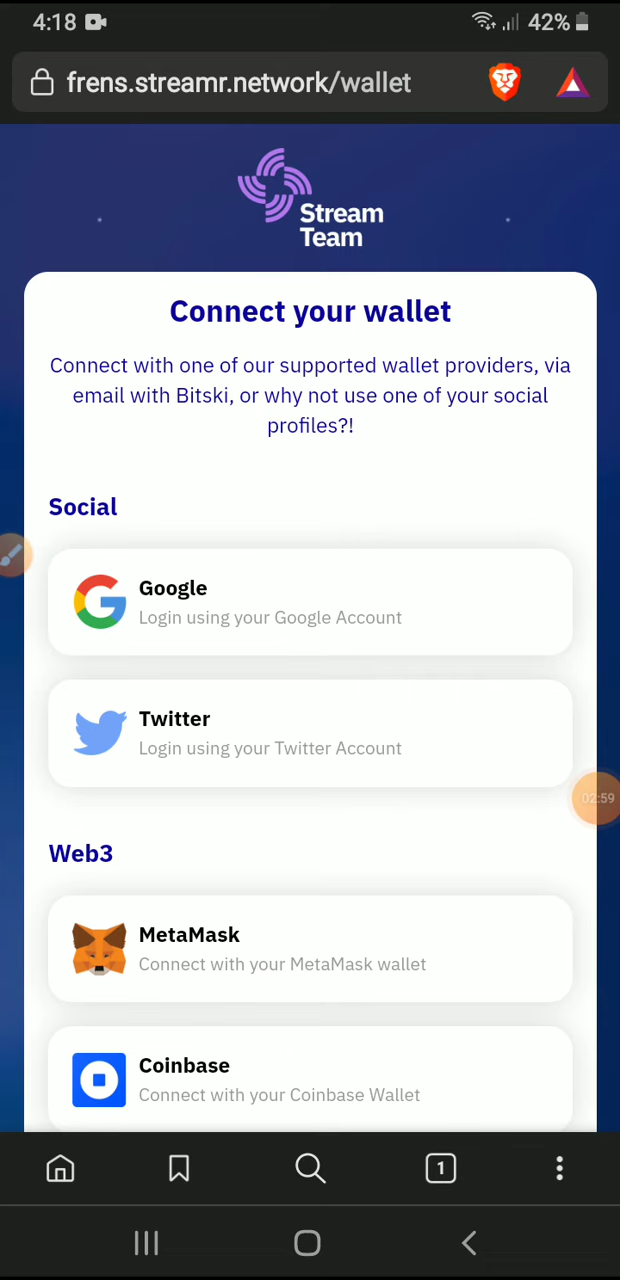 4:18
42%
frens.streamr.network/wallet
Stream
Team
Connect your wallet
Connect with one of our supported wallet providers, via
email with Bitski, or why not use one of your social
profiles?!
Social
Google
Login using your Google Account
Twitter
Login using your Twitter Account
02:59
Web3
MetaMask
Connect with your MetaMask wallet
Coinbase
Connect with your Coinbase Wallet
1